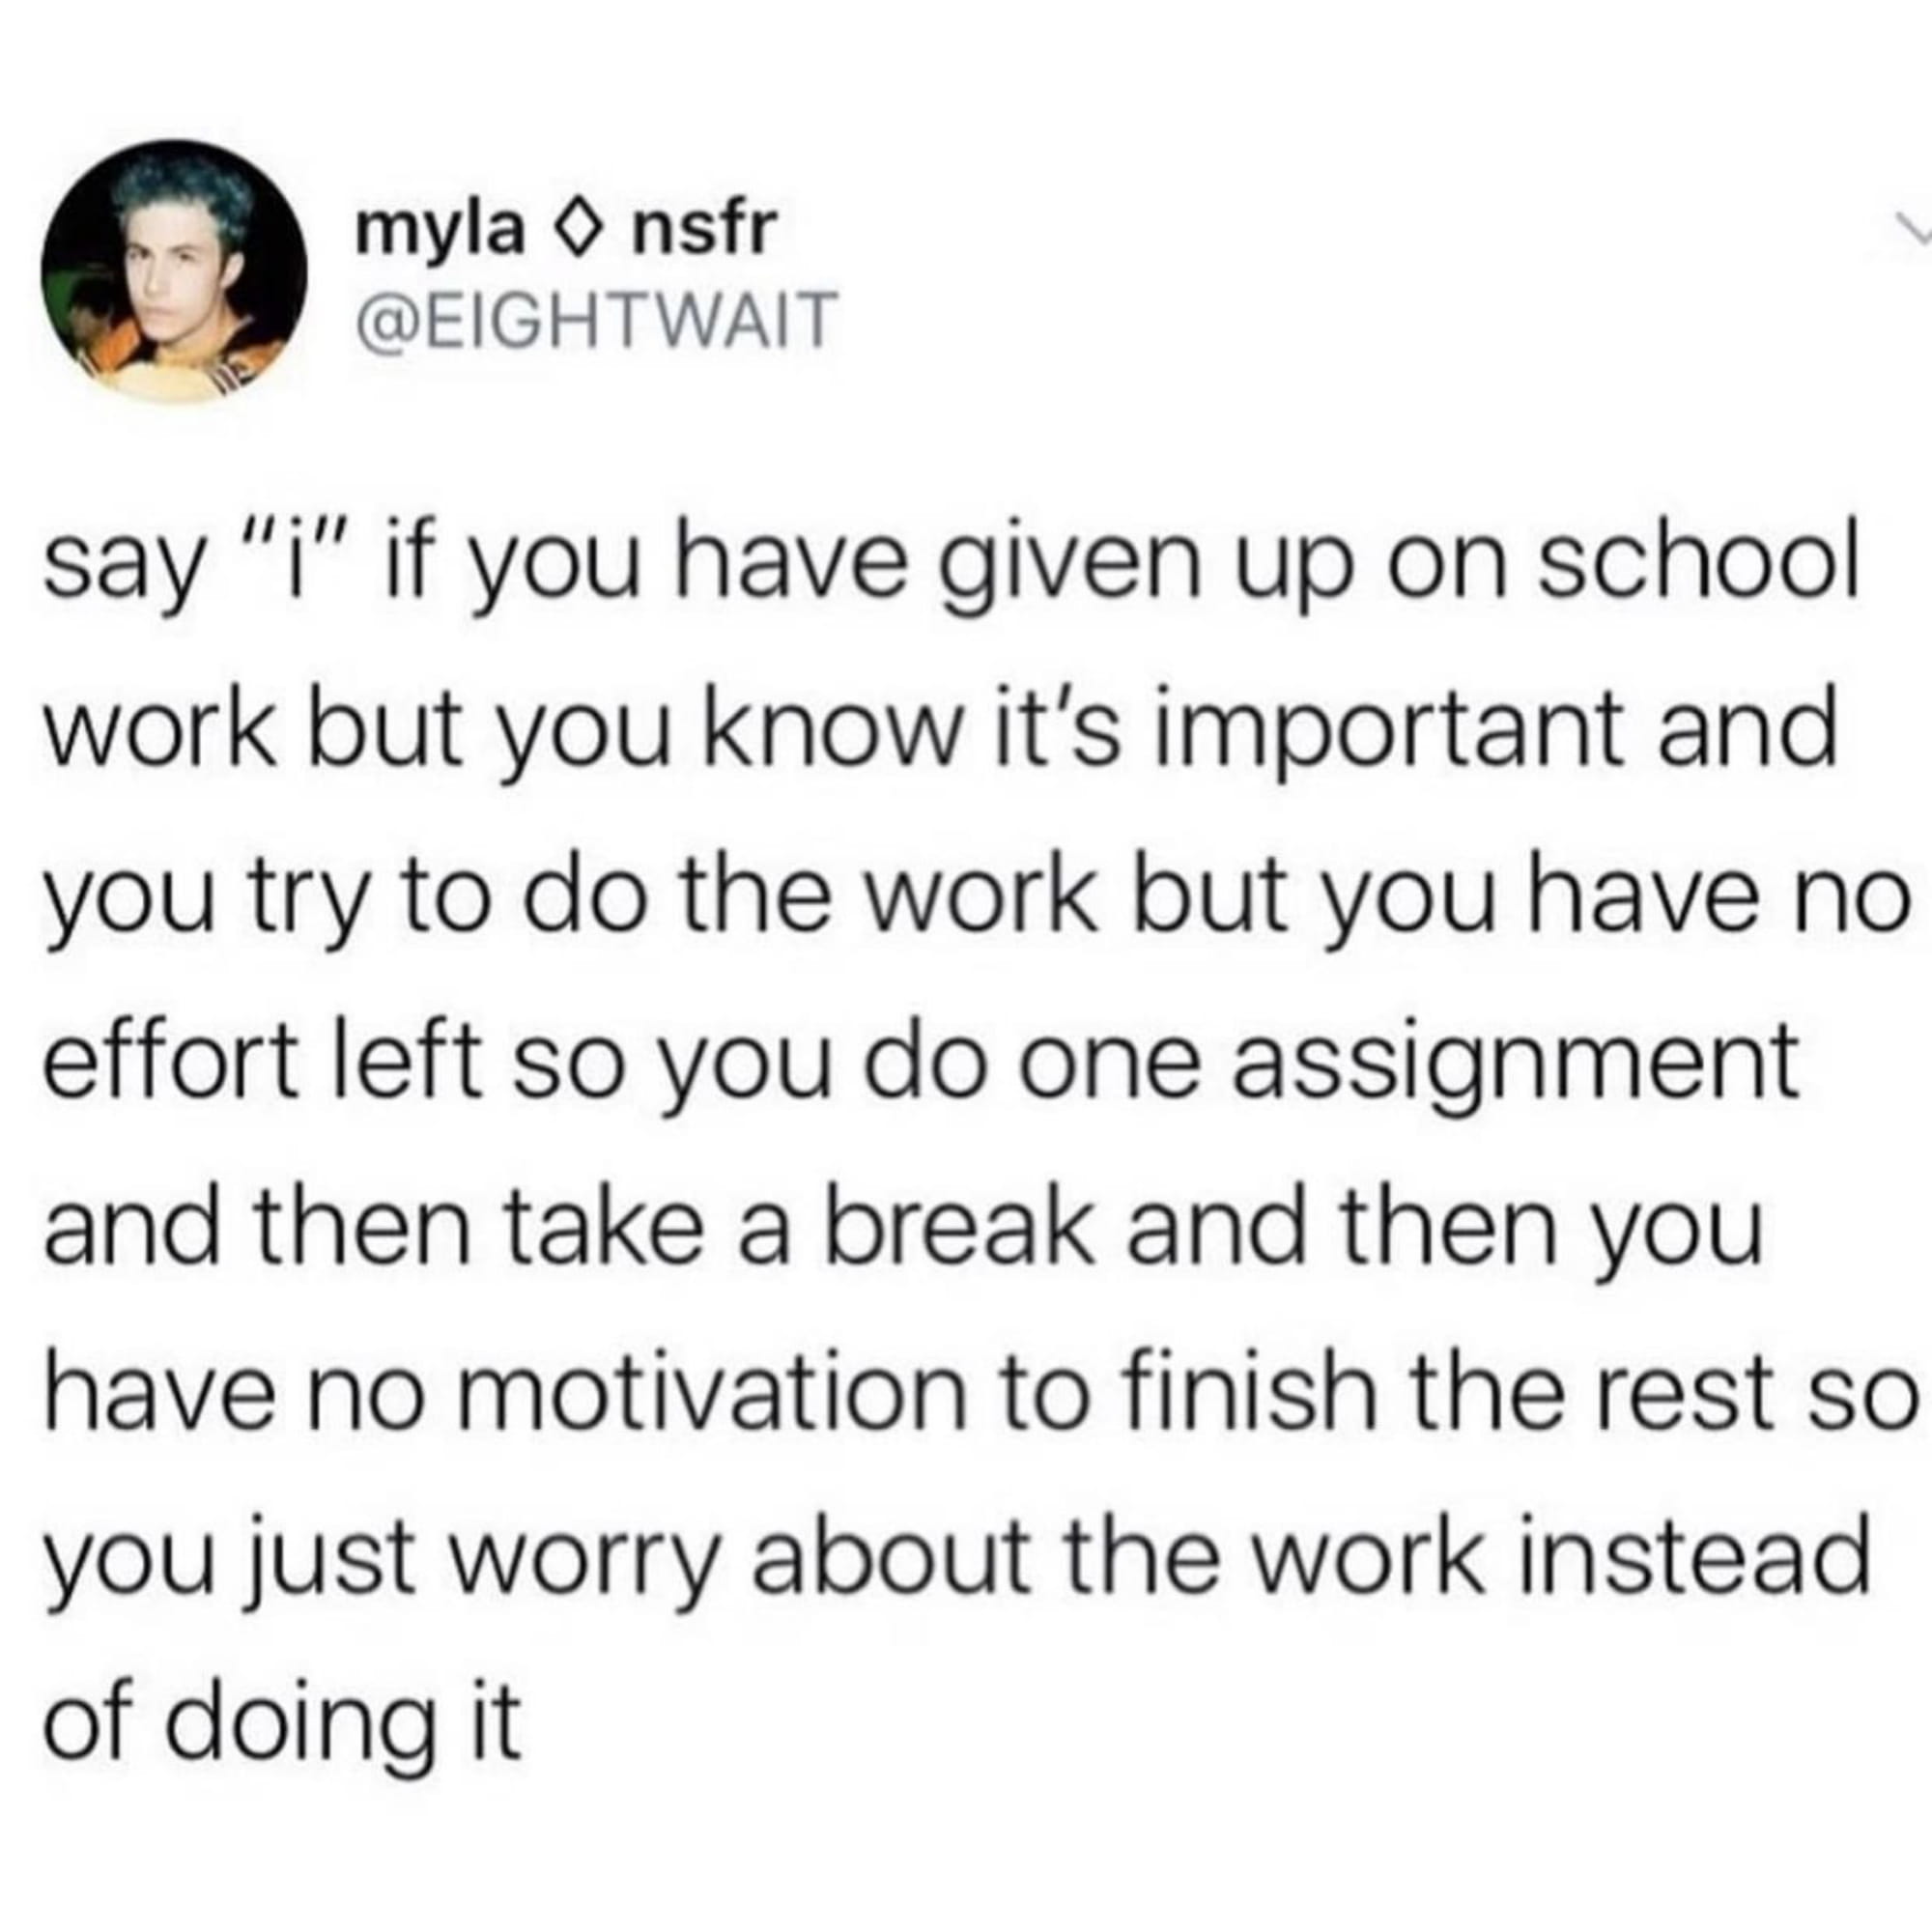 myla ◊ nsfr
@EIGHTWAIT
say “i” if you have given up on school
work but you know it’s important and
you try to do the work but you have no
effort left so you do one assignment
and then take a break and then you
have no motivation to finish the rest so
you just worry about the work instead
of doing it